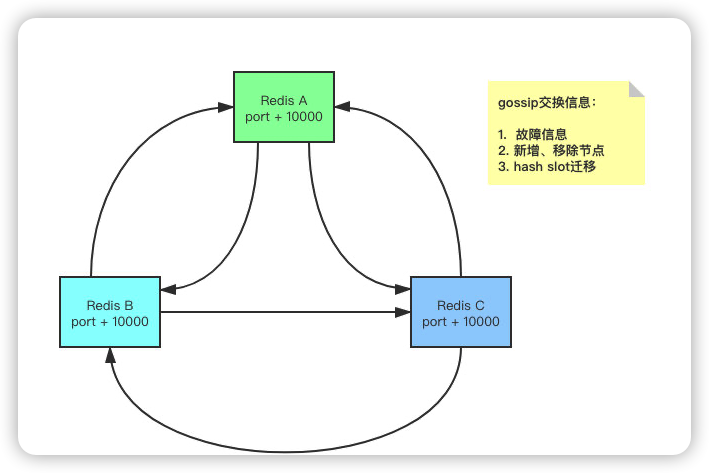 Redis A
port + 10000
gossip交换信息：
1. 故障信息
2. 新增、移除节点
3. hash slot迁移
Redis B
port + 10000
Redis C
port + 10000